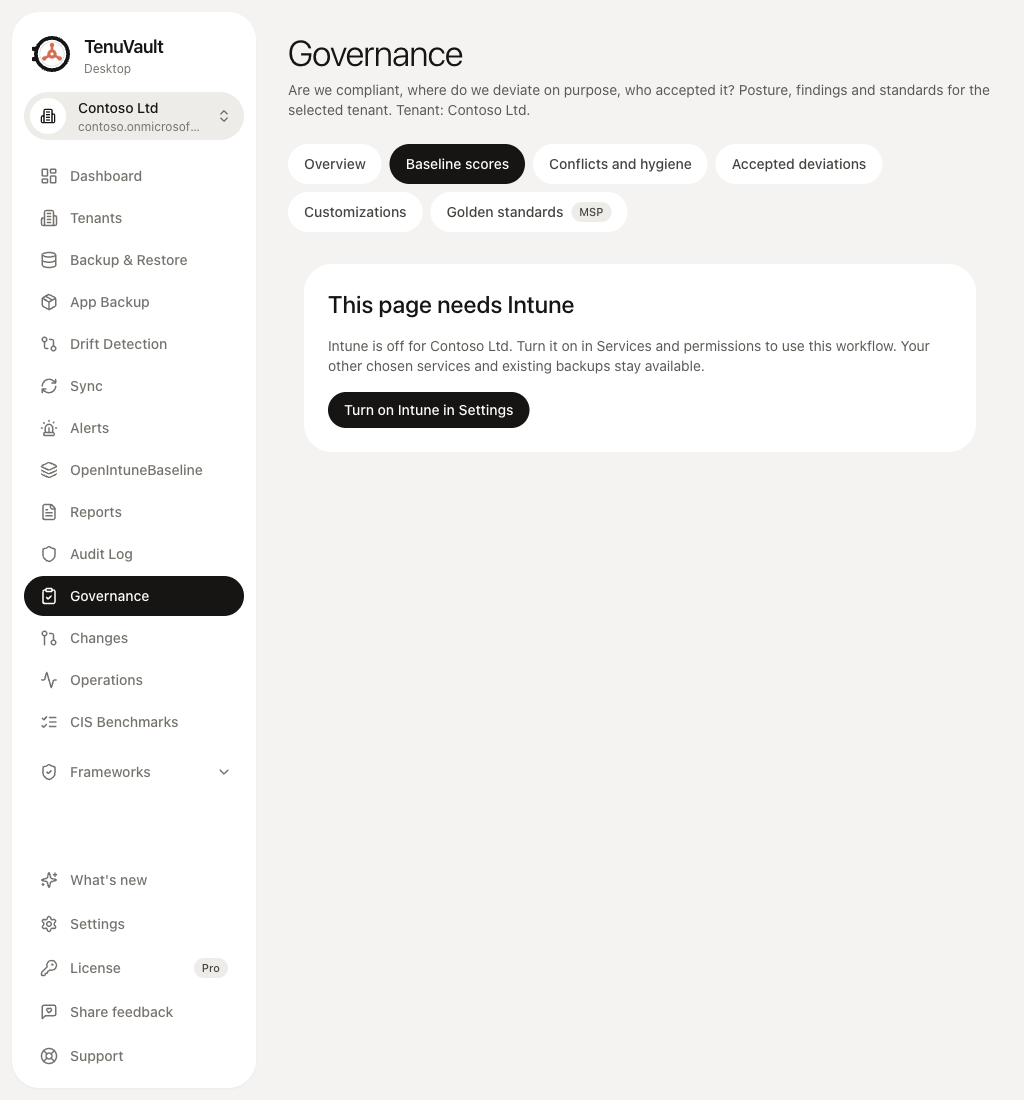 TenuVault
Desktop
Contoso Ltd
contoso.onmicrosof...
Dashboard
Tenants
Backup & Restore
App Backup
Drift Detection
Sync
Alerts
OpenIntuneBaseline
Reports
Audit Log
Governance
Changes
Operations
CIS Benchmarks
Frameworks
What's new
Settings
License Pro
Share feedback
Support
Governance
Are we compliant, where do we deviate on purpose, who accepted it? Posture, findings and standards for the
selected tenant. Tenant: Contoso Ltd.
Overview Baseline scores Conflicts and hygiene Accepted deviations
Customizations Golden standards MSP
This page needs Intune
Intune is off for Contoso Ltd. Turn it on in Services and permissions to use this workflow. Your
other chosen services and existing backups stay available.
Turn on Intune in Settings